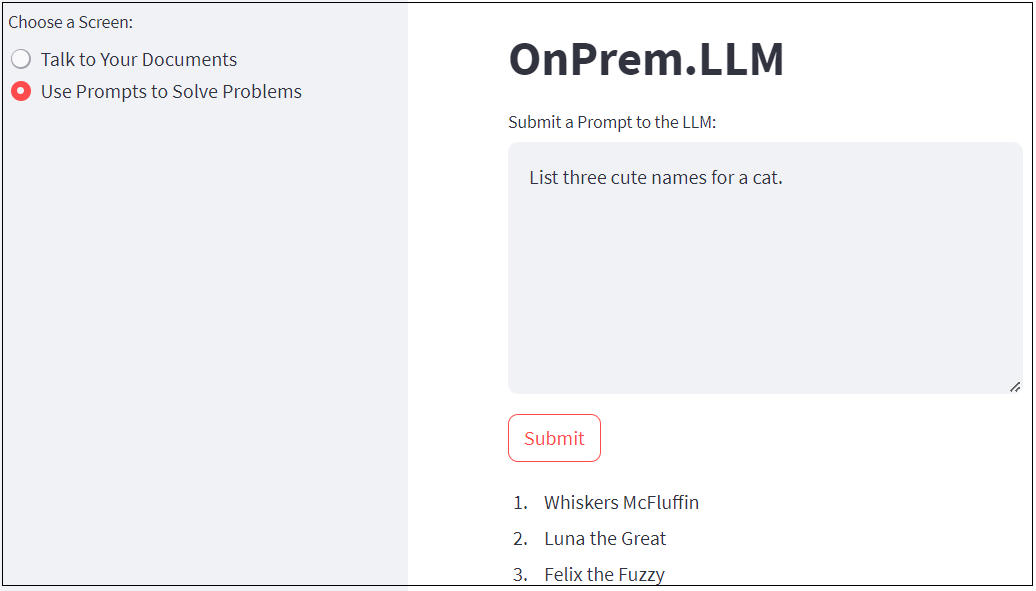 Choose a Screen:
Talk to Your Documents
Use Prompts to Solve Problems
OnPrem.LLM
Submit a Prompt to the LLM:
List three cute names for a cat.
Submit
1. Whiskers McFluffin
2. Luna the Great
3. Felix the Fuzzy